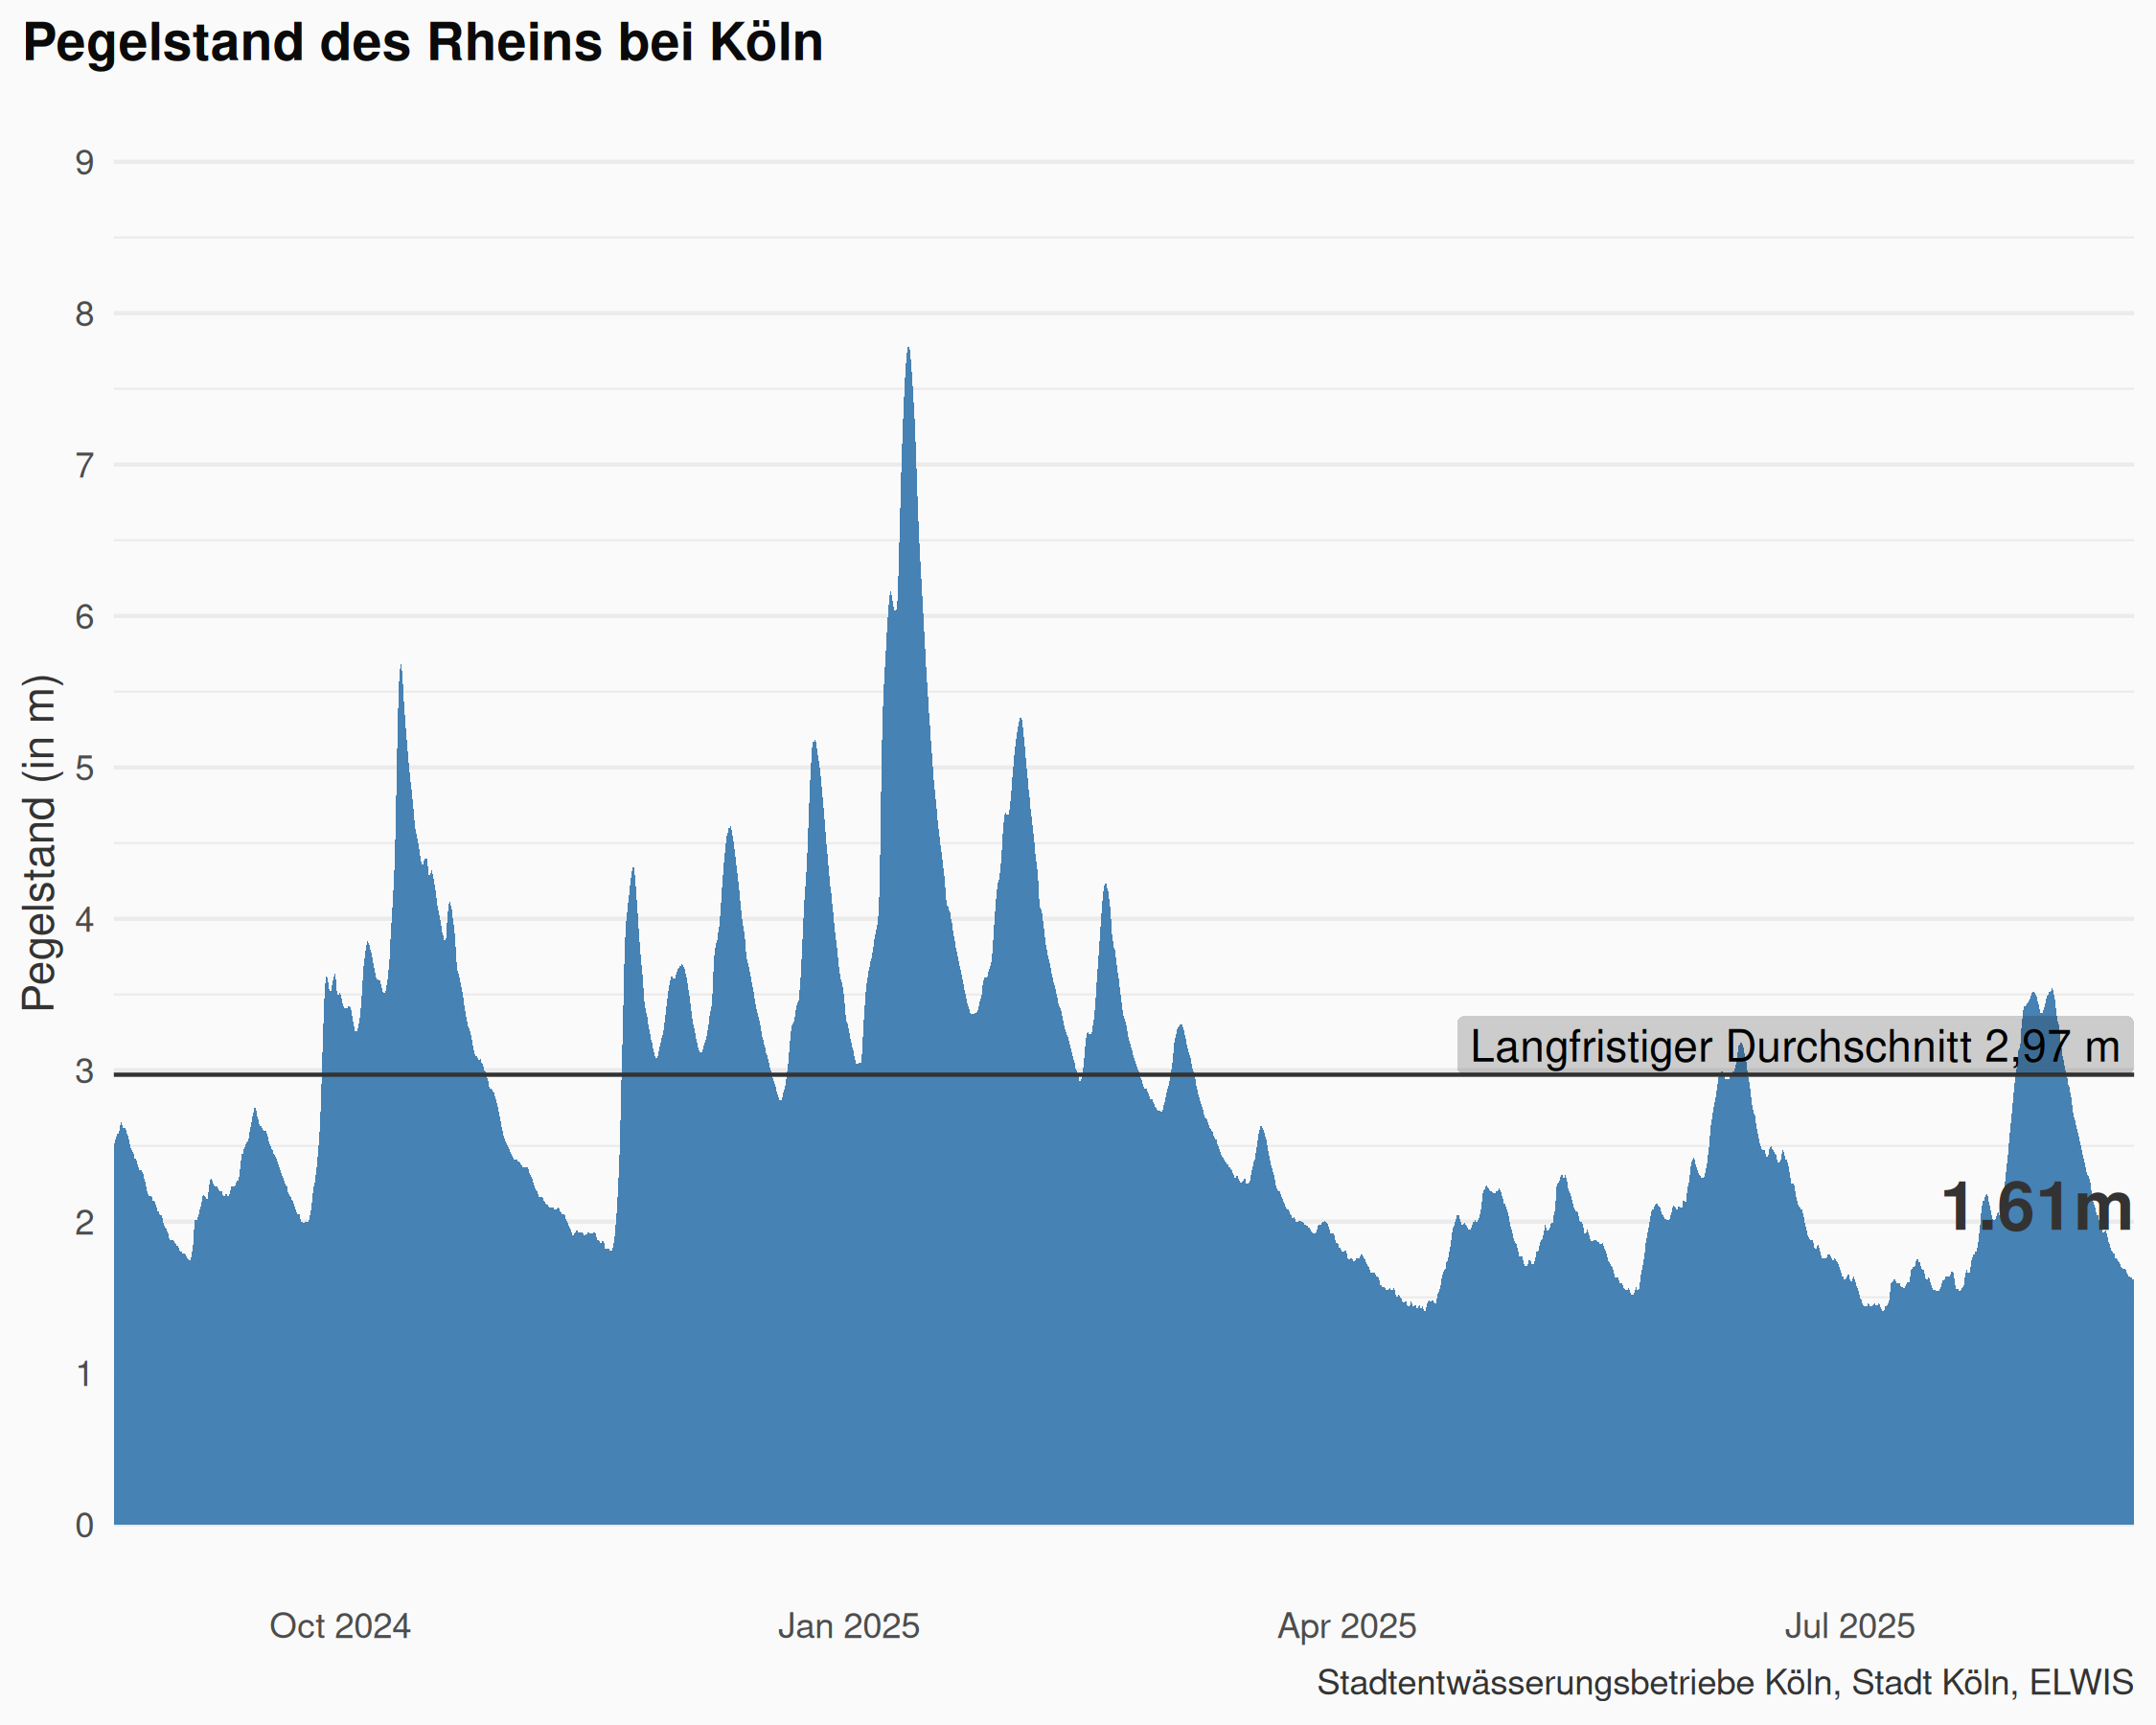 Pegelstand des Rheins bei Köln
9
8
7
6
5
4
3
2
1
0
Pegelstand (in m)
Langfristiger Durchschnitt 2,97 m
1.61m
Oct 2024
Jan 2025
Apr 2025
Jul 2025
Stadtentwässerungsbetriebe Köln, Stadt Köln, ELWIS